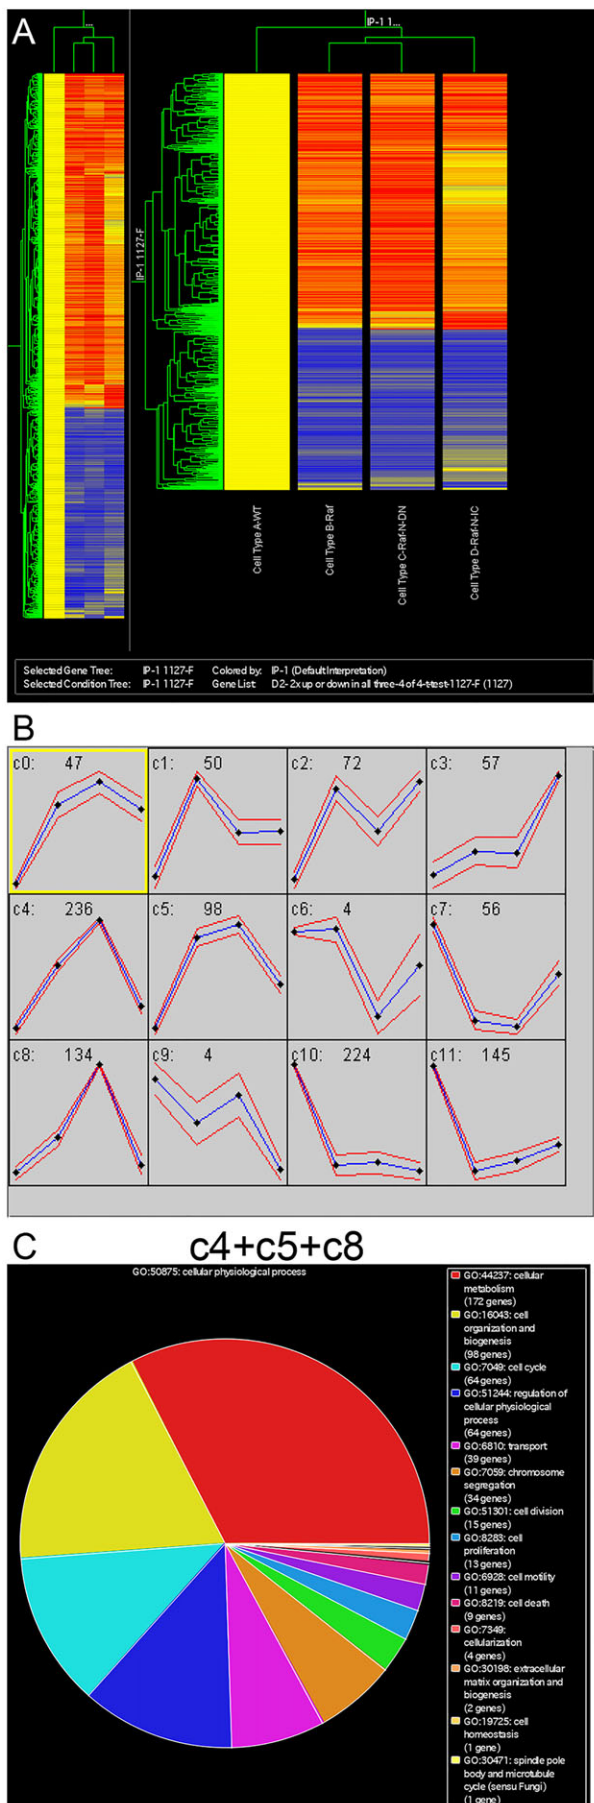 A
...
IP-1 1...
IP-1 1127-F
Cell Type A-WT
Cell Type B-Raf
Cell Type C-Raf-N-DN
Cell Type D-Raf-N-IC
Selected Gene Tree: IP-1 1127-F Colored by: IP-1 (Default Interpretation)
Selected Condition Tree: IP-1 1127-F Gene List: D2-2x up or down in all three-4 of 4-t-test-1127-F (1127)
B
c0: 47 c1: 50 c2: 72 c3: 57
c4: 236 c5: 98 c6: 4 c7: 56
c8: 134 c9: 4 c10: 224 c11: 145
C c4+c5+c8
GO:50875: cellular physiological process
GO:44237: cellular
metabolism
(172 genes)
GO:16043: cell
organization and
biogenesis
(98 genes)
GO:7049: cell cycle
(64 genes)
GO:51244: regulation of
cellular physiological
process
(64 genes)
GO:6810: transport
(39 genes)
GO:7059: chromosome
segregation
(34 genes)
GO:51301: cell division
(15 genes)
GO:8283: cell
proliferation
(13 genes)
GO:6928: cell motility
(11 genes)
GO:8219: cell death
(9 genes)
GO:7349:
cellularization
(4 genes)
GO:30198: extracellular
matrix organization and
biogenesis
(2 genes)
GO:19725: cell
homeostasis
(1 gene)
GO:30471: spindle pole
body and microtubule
cycle (sensu Fungi)
(1 gene)